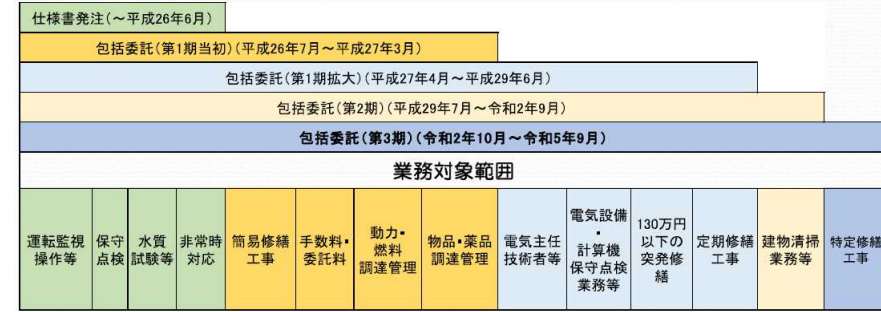 仕様書発注(～平成26年6月)
包括委託(第1期当初)(平成26年7月～平成27年3月)
包括委託(第1期拡大)(平成27年4月～平成29年6月)
包括委託(第2期)(平成29年7月～令和2年9月)
包括委託(第3期)(令和2年10月～令和5年9月)
業務対象範囲
運転監視
操作等
保守
点検
水質
試験等
非常時
対応
簡易修繕
工事
手数料・
委託料
動力・
燃料
調達管理
物品・薬品
調達管理
電気主任
技術者等
電気設備
・
計算機
保守点検
業務等
130万円
以下の
突発修
繕
定期修繕
工事
建物清掃
業務等
特定修繕
工事